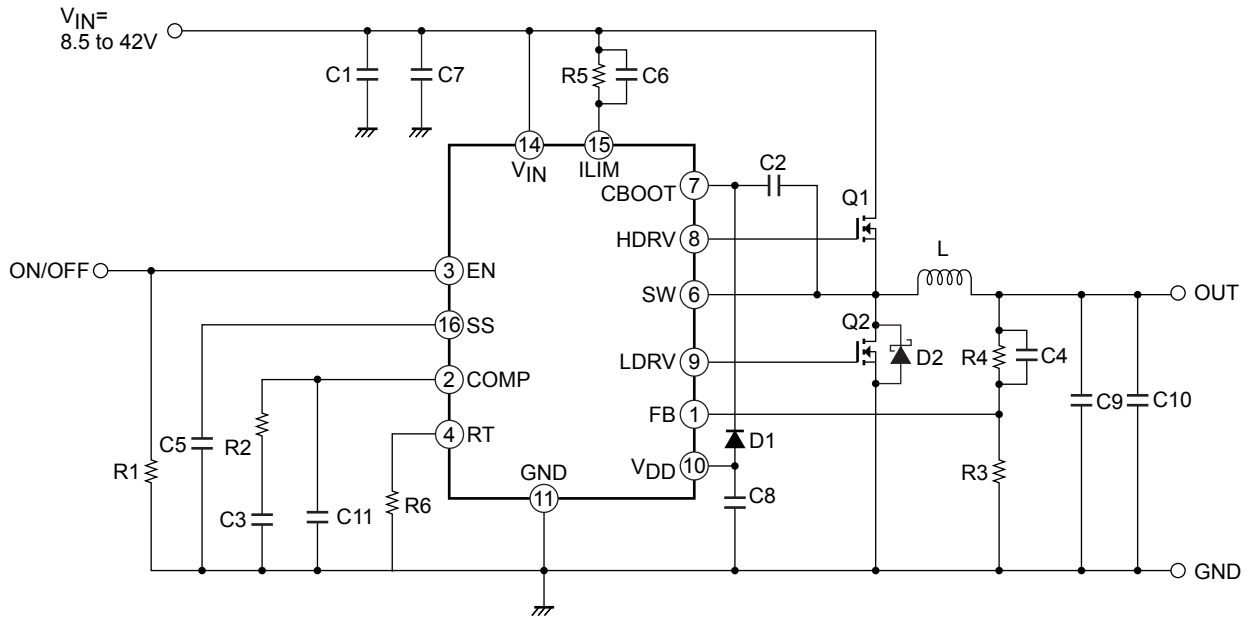 VIN=
8.5 to 42V
C1
C7
R5
C6
14
15
VIN
ILIM
C2
7
CBOOT
Q1
8
HDRV
L
ON/OFF
3
EN
SW
6
OUT
16
SS
Q2
LDRV
9
D2
R4
C4
2
COMP
C9
C10
FB
1
C5
R2
4
RT
D1
R1
GND
VDD
10
R3
11
R6
C8
C3
C11
GND